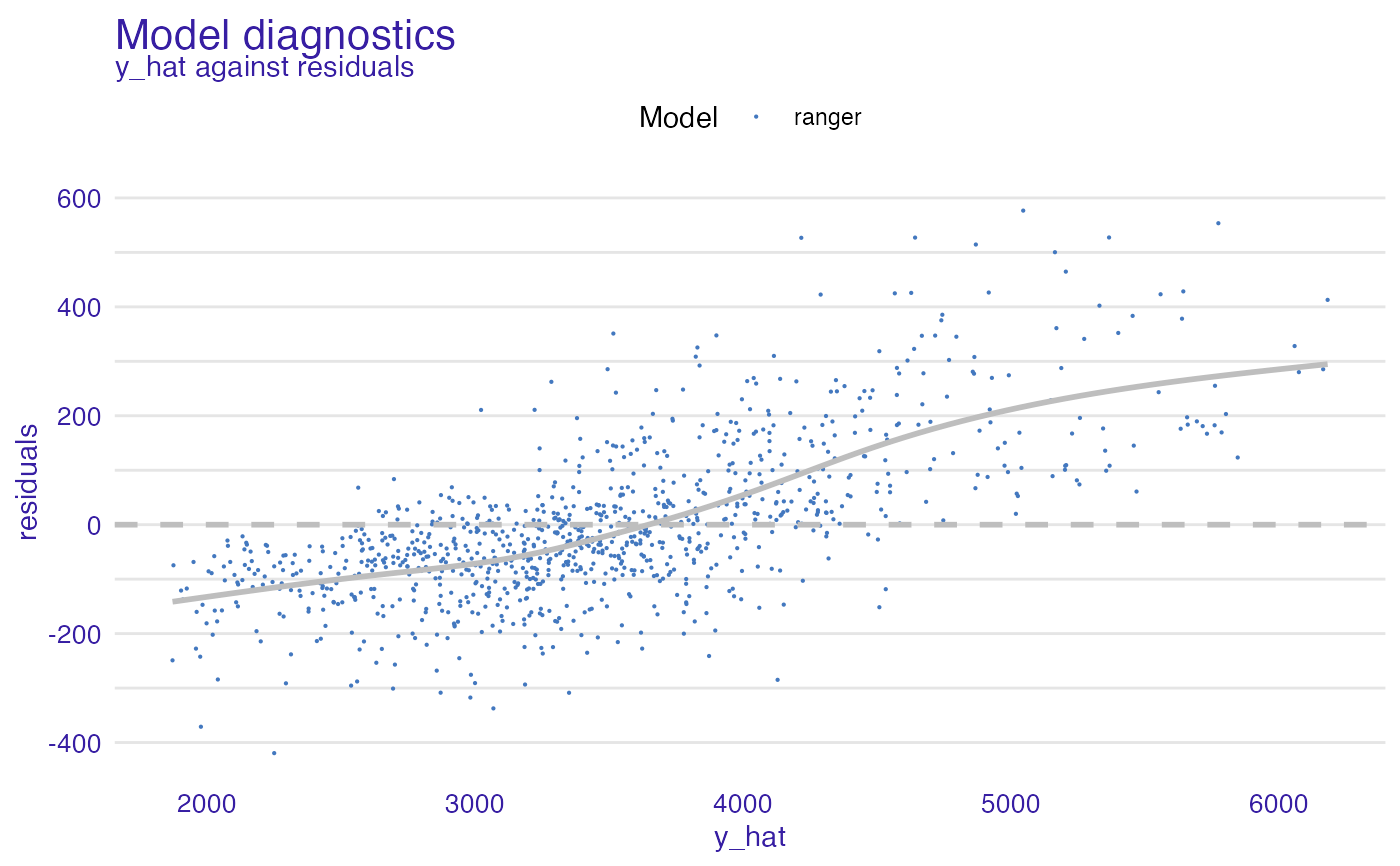 Model diagnostics
y_hat against residuals
Model ranger
600
400
200
0
-200
-400
residuals
2000 3000 4000 5000 6000
y_hat